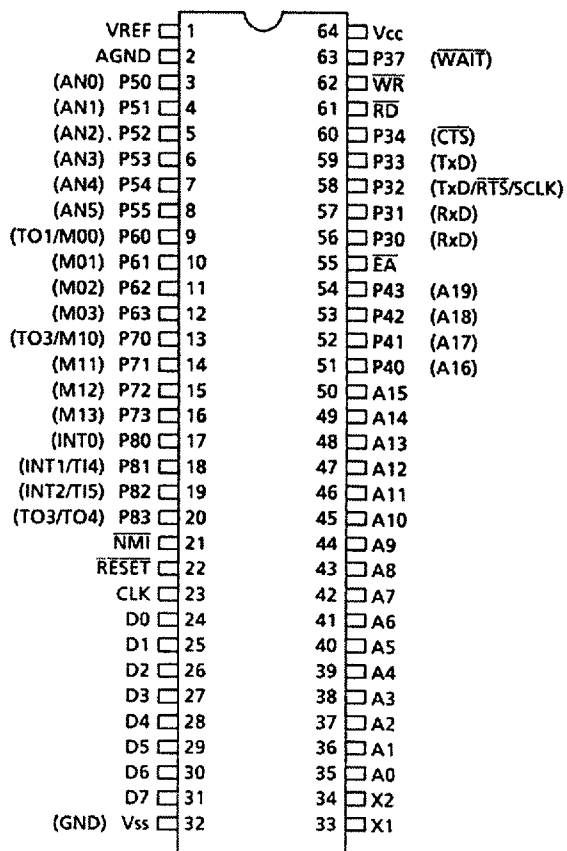 VREF 1 64 Vcc
AGND 2 63 P37 (W̅A̅I̅T̅)
(AN0) P50 3 62 W̅R̅
(AN1) P51 4 61 R̅D̅
(AN2). P52 5 60 P34 (C̅T̅S̅)
(AN3) P53 6 59 P33 (TxD)
(AN4) P54 7 58 P32 (TxD/R̅T̅S̅/SCLK)
(AN5) P55 8 57 P31 (RxD)
(TO1/M00) P60 9 56 P30 (RxD)
(M01) P61 10 55 E̅A̅
(M02) P62 11 54 P43 (A19)
(M03) P63 12 53 P42 (A18)
(TO3/M10) P70 13 52 P41 (A17)
(M11) P71 14 51 P40 (A16)
(M12) P72 15 50 A15
(M13) P73 16 49 A14
(INT0) P80 17 48 A13
(INT1/TI4) P81 18 47 A12
(INT2/TI5) P82 19 46 A11
(TO3/TO4) P83 20 45 A10
N̅M̅I̅ 21 44 A9
R̅E̅S̅E̅T̅ 22 43 A8
CLK 23 42 A7
D0 24 41 A6
D1 25 40 A5
D2 26 39 A4
D3 27 38 A3
D4 28 37 A2
D5 29 36 A1
D6 30 35 A0
D7 31 34 X2
(GND) Vss 32 33 X1